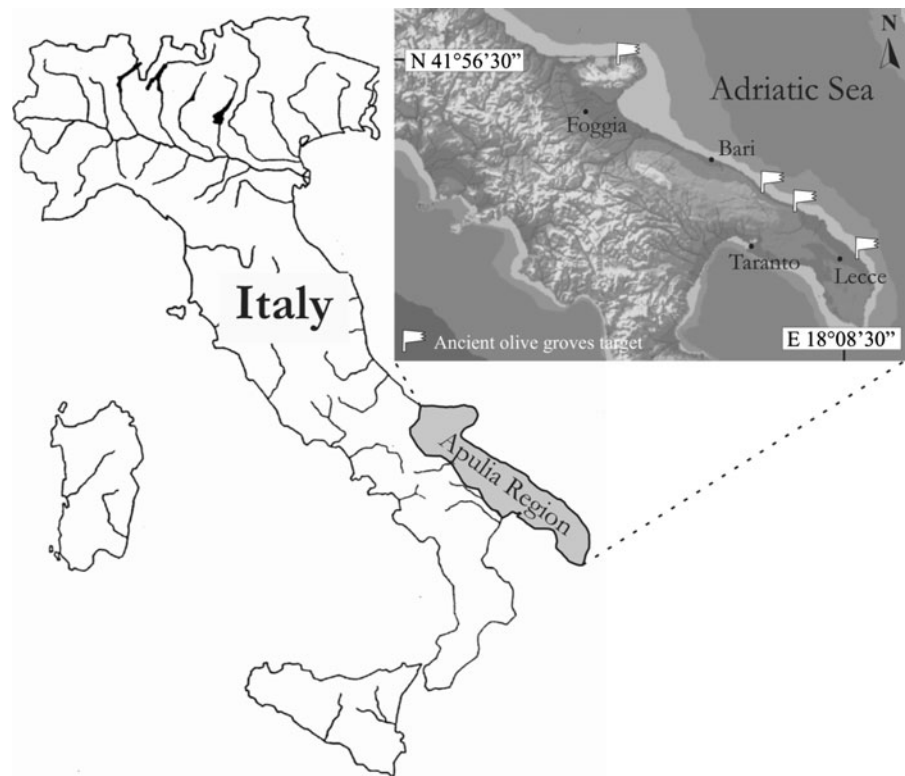 N 41°56’30”
N
Adriatic Sea
Foggia
Bari
Taranto
Lecce
Ancient olive groves target
E 18°08’30”
Italy
Apulia Region